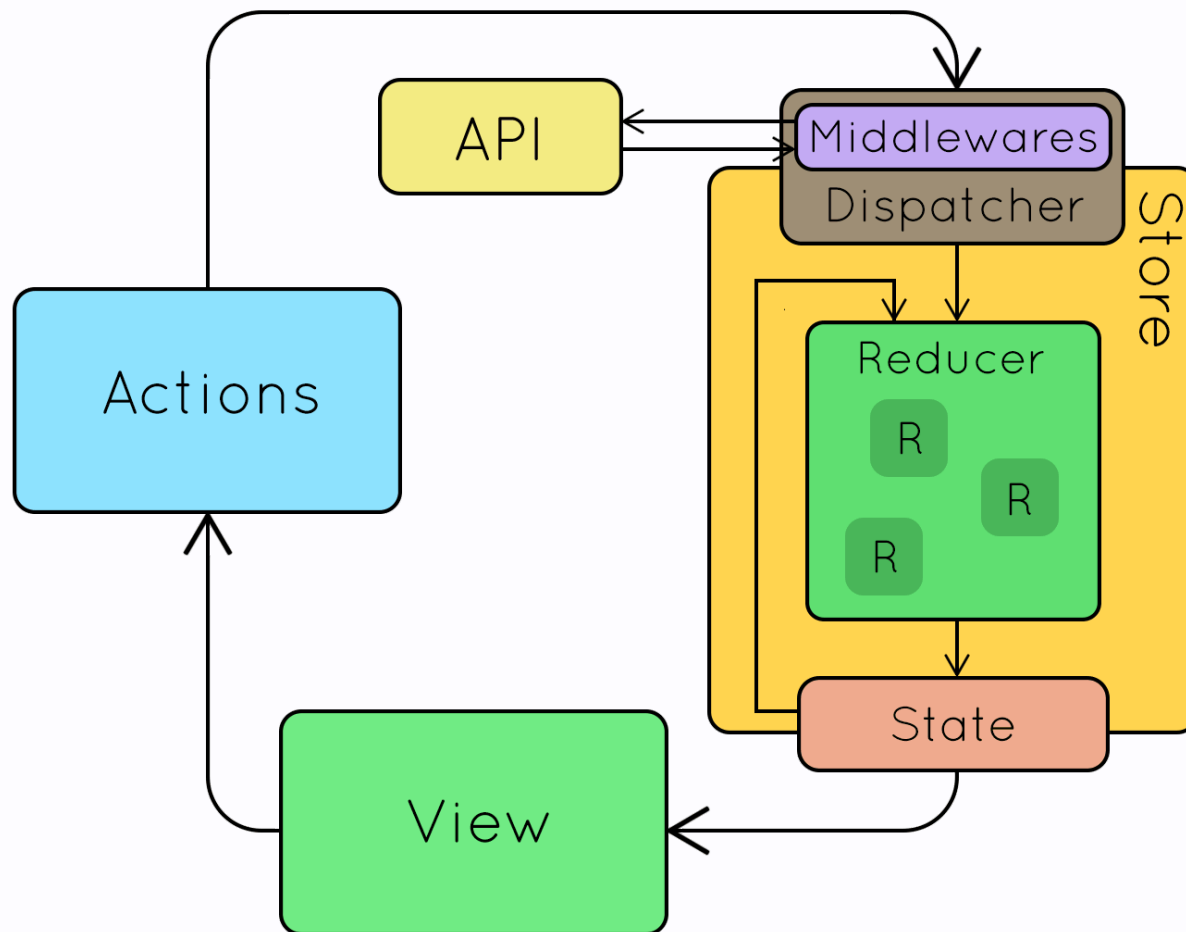 API
Middlewares
Dispatcher
Store
Actions
Reducer
R
R
R
State
View